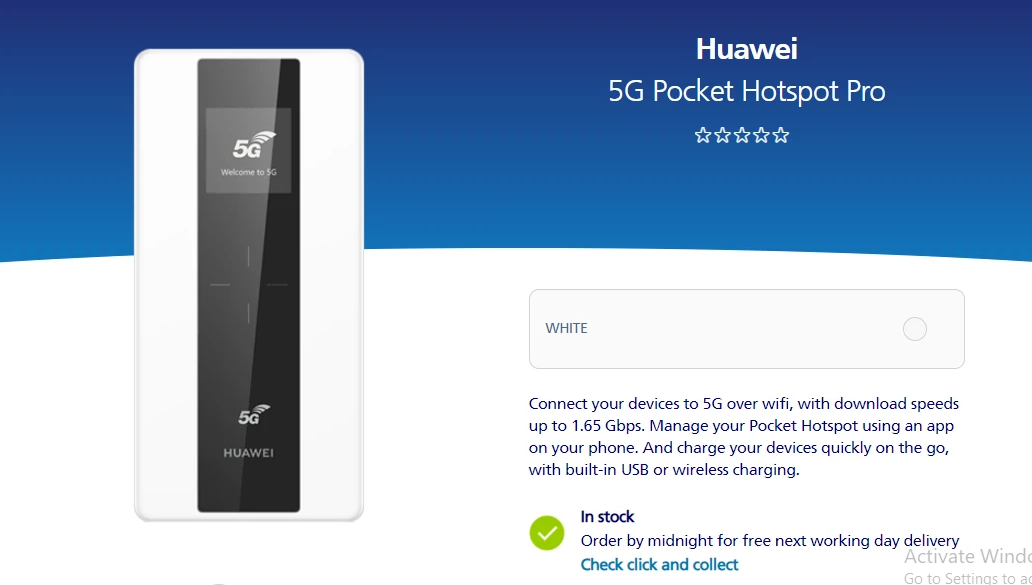 Huawei
5G Pocket Hotspot Pro
5G
Welcome to 5G
5G
HUAWEI
WHITE
Connect your devices to 5G over wifi, with download speeds
up to 1.65 Gbps. Manage your Pocket Hotspot using an app
on your phone. And charge your devices quickly on the go,
with built-in USB or wireless charging.
In stock
Order by midnight for free next working day delivery
Check click and collect
Activate Windo
Go to Settings to ac